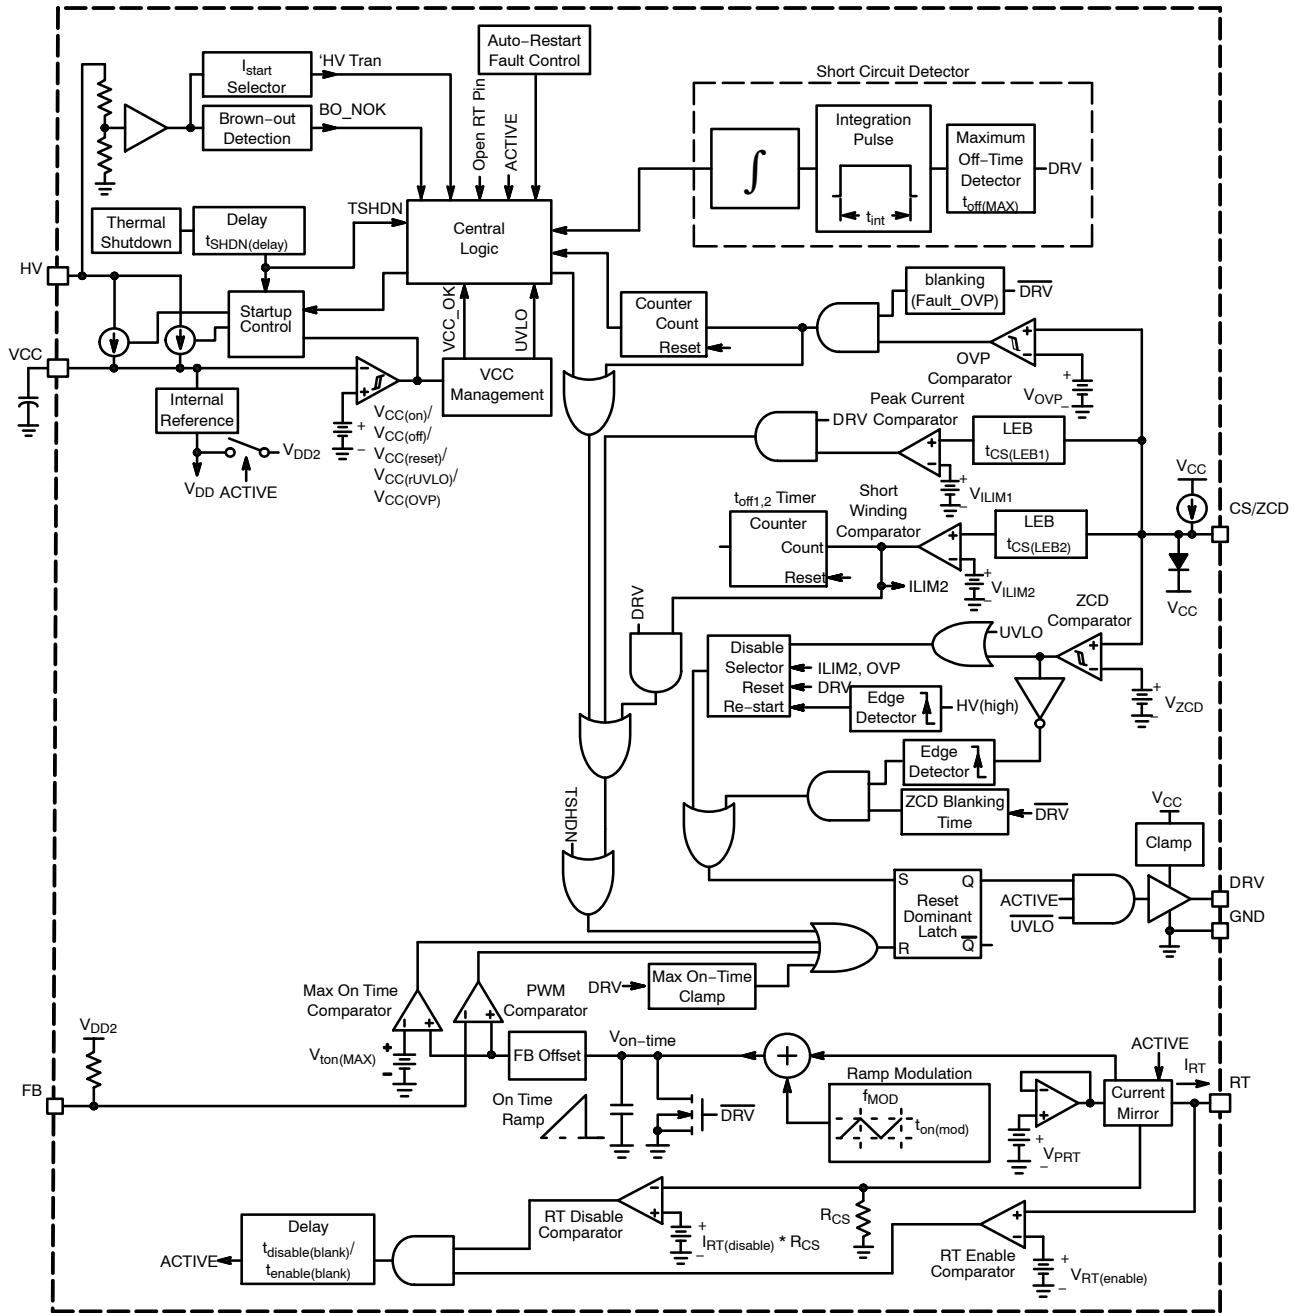 Auto–Restart
Fault Control
Istart
Selector
'HV Tran
Brown–out
Detection
BO_NOK
Open RT Pin
ACTIVE
Short Circuit Detector
∫
Integration
Pulse
tint
Maximum
Off–Time
Detector
toff(MAX)
DRV
Thermal
Shutdown
Delay
tSHDN(delay)
TSHDN
Central
Logic
HV
Startup
Control
VCC_OK
UVLO
Counter
Count
Reset
blanking
(Fault_OVP)
DRV
OVP
Comparator
VOVP
+
–
VCC
Internal
Reference
VDD
ACTIVE
VDD2
VCC
Management
VCC(on)/
VCC(off)/
VCC(reset)/
VCC(rUVLO)/
VCC(OVP)
Peak Current
DRV Comparator
LEB
tCS(LEB1)
VILIM1
toff1,2 Timer
Counter
Count
Reset
Short
Winding
Comparator
ILIM2
LEB
tCS(LEB2)
VILIM2
VCC
CS/ZCD
VCC
DRV
Disable
Selector
Reset
Re–start
UVLO
ILIM2, OVP
DRV
Edge
Detector
HV(high)
ZCD
Comparator
VZCD
Edge
Detector
ZCD Blanking
Time
DRV
TSHDN
S
Q
Reset
Dominant
Latch
R
Q
ACTIVE
UVLO
VCC
Clamp
DRV
GND
DRV
Max On–Time
Clamp
Max On Time
Comparator
PWM
Comparator
Vton(MAX)
VDD2
FB
FB Offset
Von–time
On Time
Ramp
DRV
+
Ramp Modulation
fMOD
ton(mod)
ACTIVE
IRT
RT
Current
Mirror
VPRT
RT Disable
Comparator
IRT(disable) * RCS
RCS
RT Enable
Comparator
VRT(enable)
Delay
tdisable(blank)/
tenable(blank)
ACTIVE